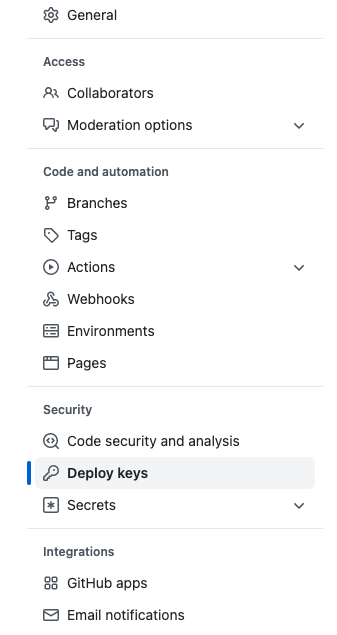 General
Access
Collaborators
Moderation options
Code and automation
Branches
Tags
Actions
Webhooks
Environments
Pages
Security
Code security and analysis
Deploy keys
Secrets
Integrations
GitHub apps
Email notifications